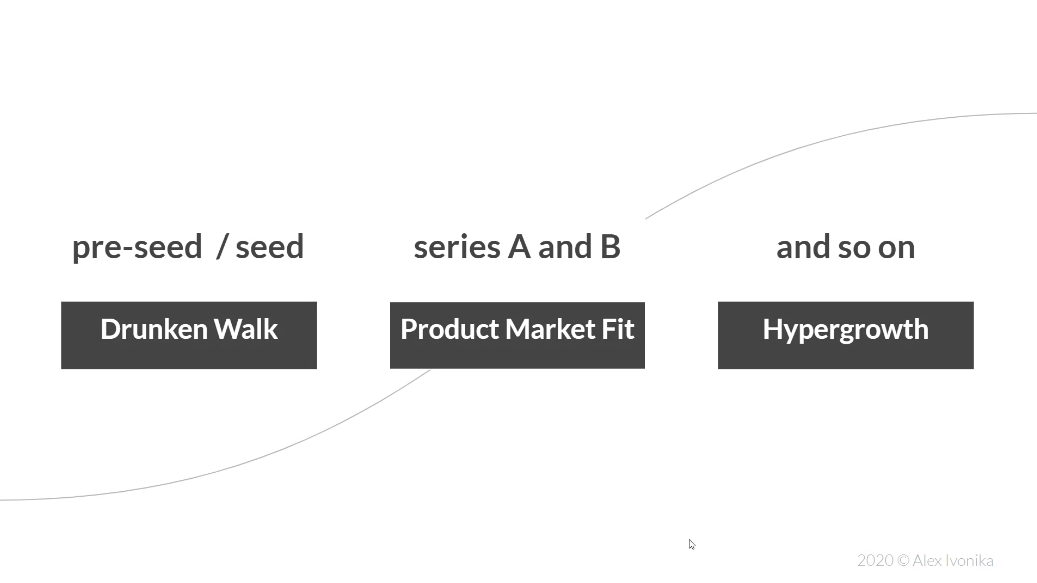 pre-seed / seed
series A and B
and so on
Drunken Walk
Product Market Fit
Hypergrowth
2020 © Alex Ivonika